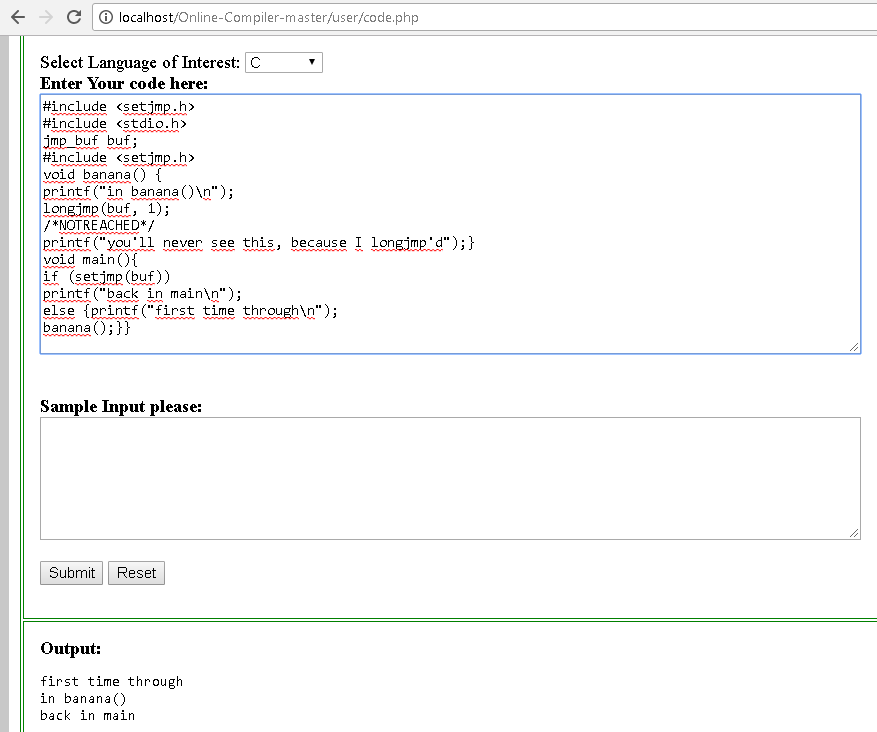 localhost/Online-Compiler-master/user/code.php
Select Language of Interest: C
Enter Your code here:
#include <setjmp.h>
#include <stdio.h>
jmp_buf buf;
#include <setjmp.h>
void banana() {
printf("in banana()\n");
longjmp(buf, 1);
/*NOTREACHED*/
printf("you'll never see this, because I longjmp'd");}
void main(){
if (setjmp(buf))
printf("back in main\n");
else {printf("first time through\n");
banana();}}
Sample Input please:
Submit Reset
Output:
first time through
in banana()
back in main